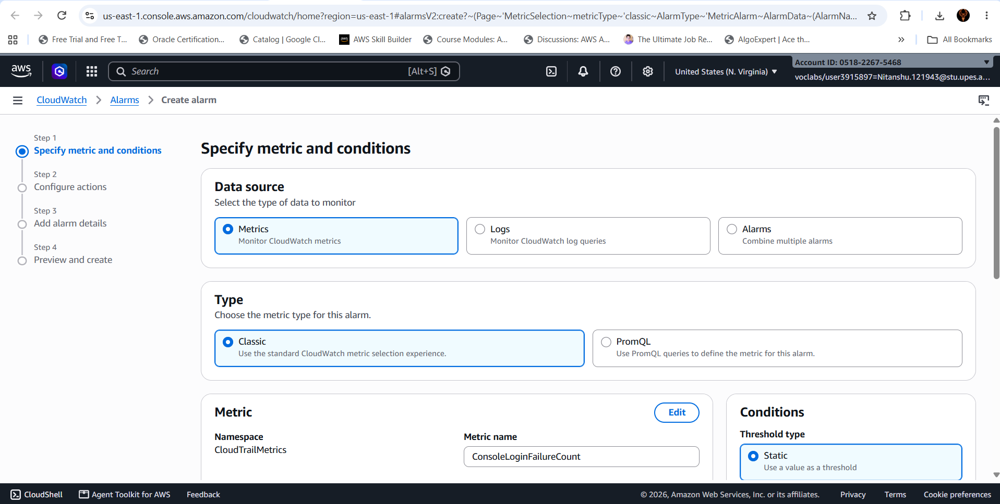 us-east-1.console.aws.amazon.com/cloudwatch/home?region=us-east-1#alarmsV2:create?~(Page~'MetricSelection~metricType~'classic~AlarmType~'MetricAlarm~AlarmData~(AlarmNa...
Free Trial and Free T... Oracle Certification... Catalog | Google Cl... aws AWS Skill Builder Course Modules: A... Discussions: AWS A... The Ultimate Job Re... AlgoExpert | Ace th... » All Bookmarks
aws Search [Alt+S] United States (N. Virginia) ▼ Account ID: 0518-2267-5468
voclabs/user3915897=Nitanshu.121943@stu.upes.a...
CloudWatch > Alarms > Create alarm
Step 1
Specify metric and conditions
Step 2
Configure actions
Step 3
Add alarm details
Step 4
Preview and create
Specify metric and conditions
Data source
Select the type of data to monitor
Metrics
Monitor CloudWatch metrics
Logs
Monitor CloudWatch log queries
Alarms
Combine multiple alarms
Type
Choose the metric type for this alarm.
Classic
Use the standard CloudWatch metric selection experience.
PromQL
Use PromQL queries to define the metric for this alarm.
Metric
Edit
Namespace
CloudTrailMetrics
Metric name
ConsoleLoginFailureCount
Conditions
Threshold type
Static
Use a value as a threshold
CloudShell Agent Toolkit for AWS Feedback © 2026, Amazon Web Services, Inc. or its affiliates. Privacy Terms Cookie preferences